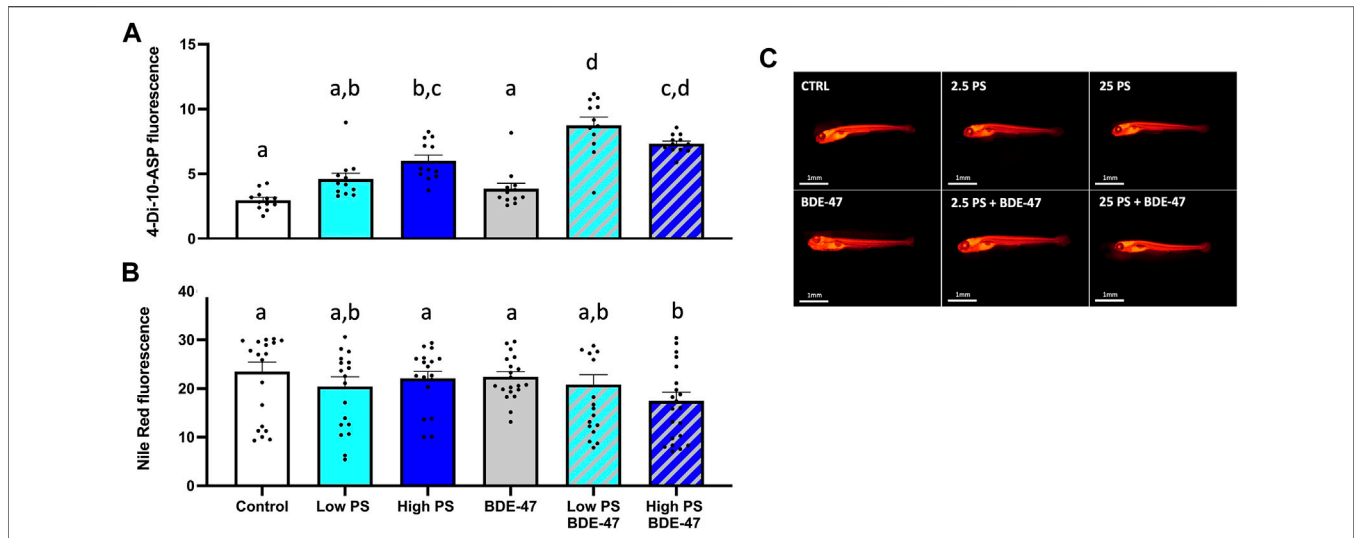 A
4-Di-10-ASP fluorescence
15
10
5
0
a
a,b
b,c
a
d
c,d
B
Nile Red fluorescence
40
30
20
10
0
a
a,b
a
a
a,b
b
Control
Low PS
High PS
BDE-47
Low PS
BDE-47
High PS
BDE-47
C
CTRL
2.5 PS
25 PS
1mm
1mm
1mm
BDE-47
2.5 PS + BDE-47
25 PS + BDE-47
1mm
1mm
1mm